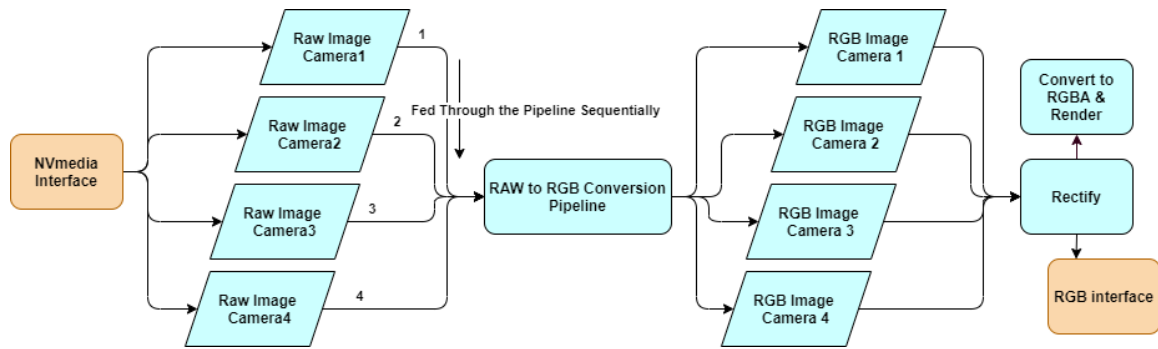 NVmedia
Interface
Raw Image
Camera1
1
Raw Image
Camera2
2
Raw Image
Camera3
3
Raw Image
Camera4
4
Fed Through the Pipeline Sequentially
RAW to RGB Conversion
Pipeline
RGB Image
Camera 1
RGB Image
Camera 2
RGB Image
Camera 3
RGB Image
Camera 4
Convert to
RGBA &
Render
Rectify
RGB interface